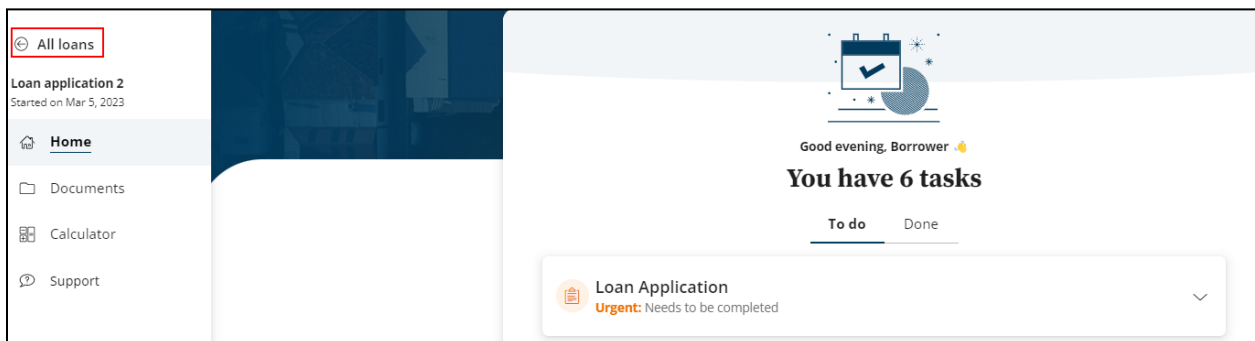 All loans
Loan application 2
Started on Mar 5, 2023
Home
Documents
Calculator
Support
Good evening, Borrower 👋
You have 6 tasks
To do Done
Loan Application
Urgent: Needs to be completed